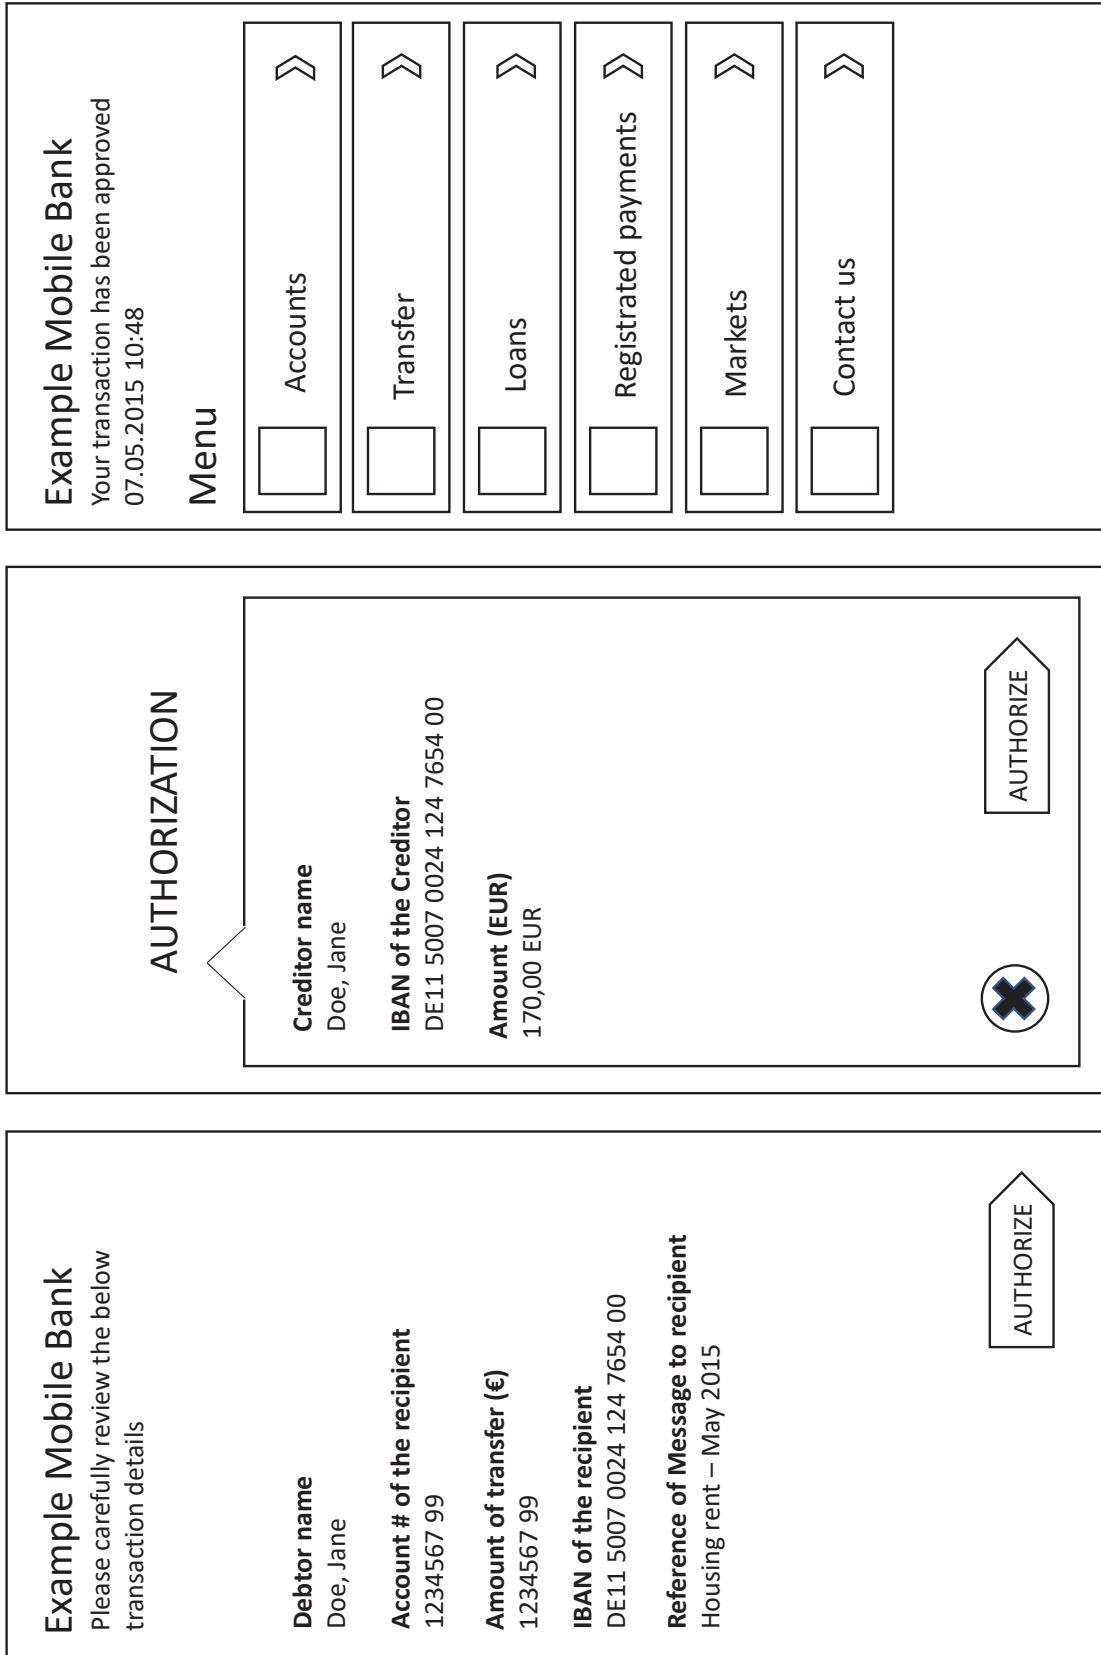 Example Mobile Bank
Please carefully review the below
transaction details
Debtor name
Doe, Jane
Account # of the recipient
1234567 99
Amount of transfer (€)
1234567 99
IBAN of the recipient
DE11 5007 0024 124 7654 00
Reference of Message to recipient
Housing rent – May 2015
AUTHORIZE
AUTHORIZATION
Creditor name
Doe, Jane
IBAN of the Creditor
DE11 5007 0024 124 7654 00
Amount (EUR)
170,00 EUR
AUTHORIZE
Example Mobile Bank
Your transaction has been approved
07.05.2015 10:48
Menu
Accounts
Transfer
Loans
Registrated payments
Markets
Contact us